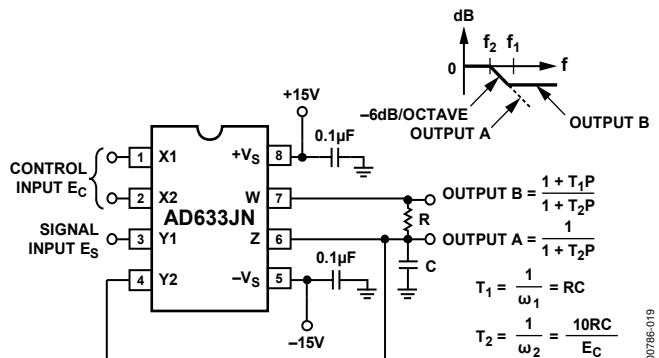 dB
f2 f1
0
f
–6dB/OCTAVE
OUTPUT A
OUTPUT B
+15V
0.1µF
CONTROL
INPUT EC
1 X1
+VS 8
2 X2
W 7
AD633JN
SIGNAL
INPUT ES
3 Y1
Z 6
4 Y2
–VS 5
R
C
0.1µF
–15V
OUTPUT B = 1 + T1P / 1 + T2P
OUTPUT A = 1 / 1 + T2P
T1 = 1 / ω1 = RC
T2 = 1 / ω2 = 10RC / EC
00786-019